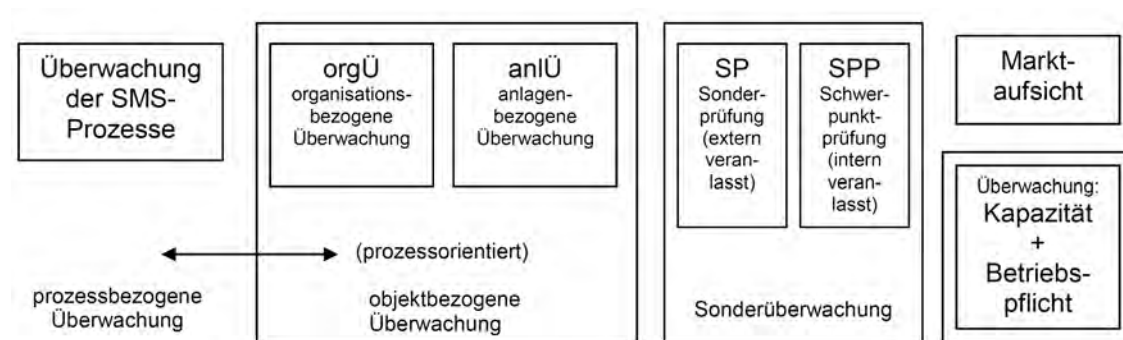 Überwachung
der SMS-
Prozesse
prozessbezogene
Überwachung
orgÜ
organisations-
bezogene
Überwachung
anlÜ
anlagen-
bezogene
Überwachung
(prozessorientiert)
objektbezogene
Überwachung
SP
Sonder-
prüfung
(extern
veran-
lasst)
SPP
Schwer-
punkt-
prüfung
(intern
veran-
lasst)
Sonderüberwachung
Markt-
aufsicht
Überwachung:
Kapazität
+
Betriebs-
pflicht